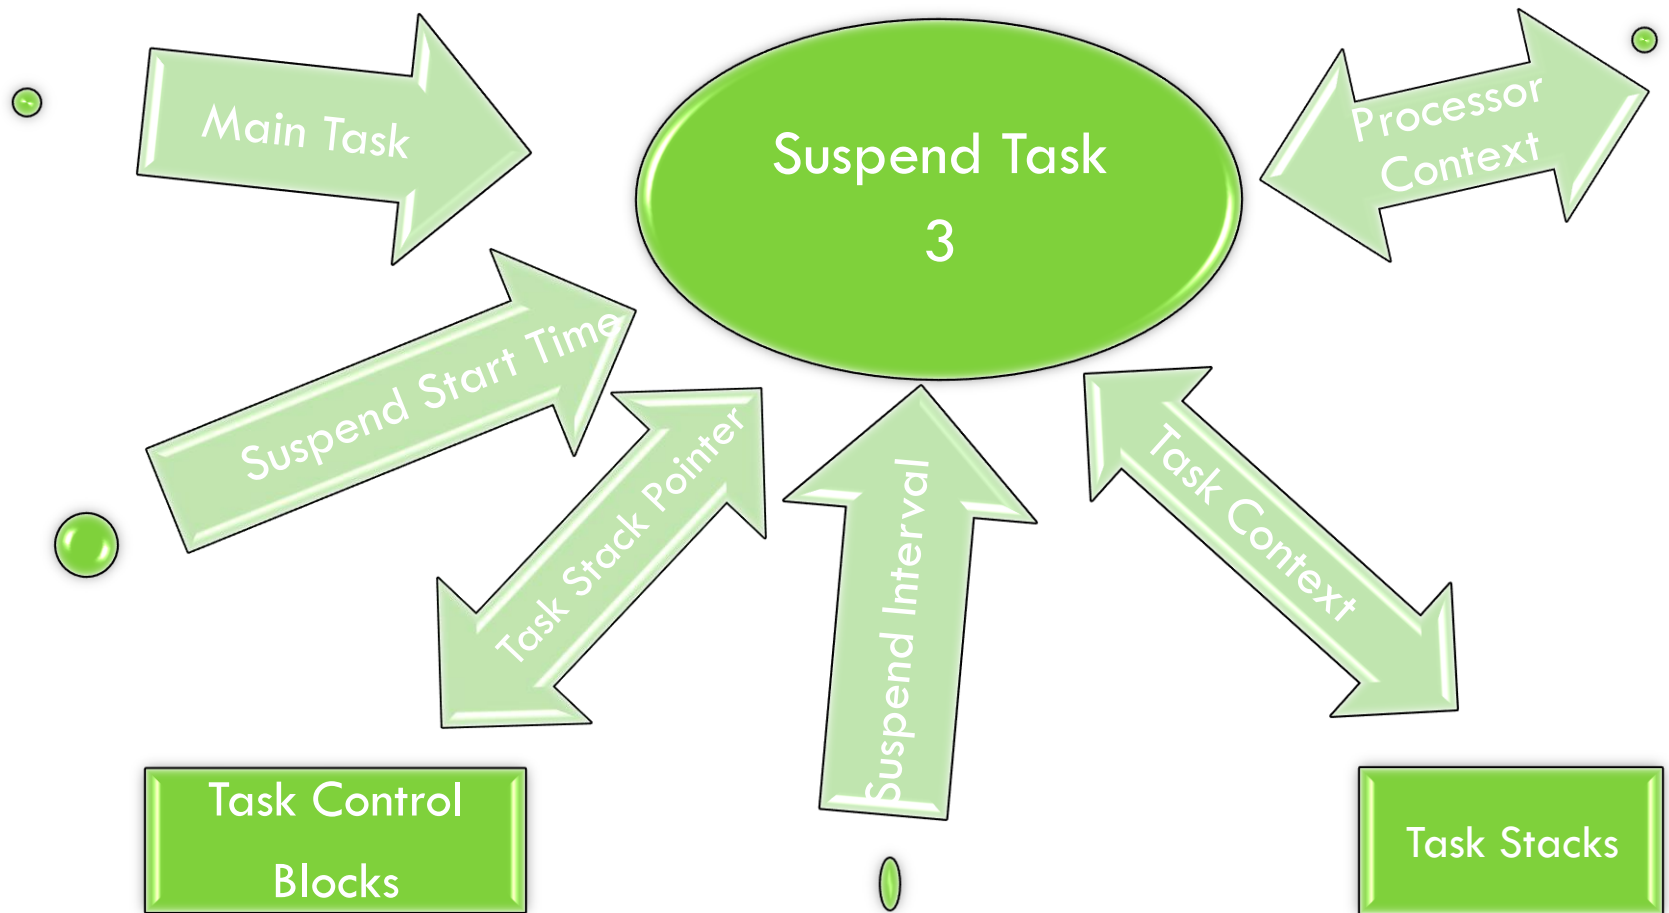 Main Task
Suspend Task
3
Processor
Context
Suspend Start Time
Task Stack Pointer
Suspend Interval
Task Context
Task Control
Blocks
Task Stacks